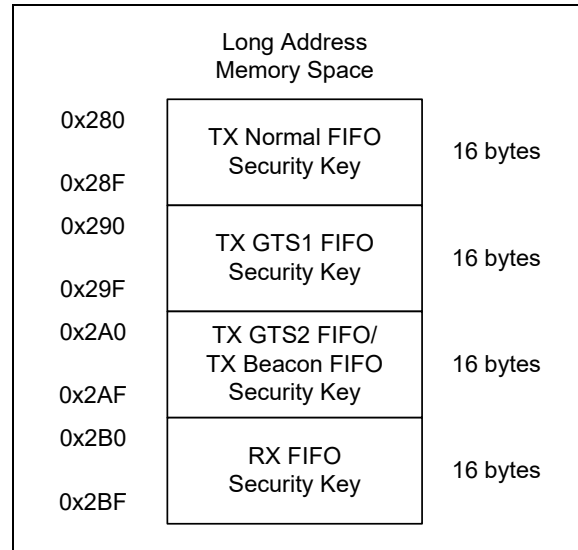 Long Address
Memory Space
0x280
TX Normal FIFO
Security Key
16 bytes
0x28F
0x290
TX GTS1 FIFO
Security Key
16 bytes
0x29F
0x2A0
TX GTS2 FIFO/
TX Beacon FIFO
Security Key
16 bytes
0x2AF
0x2B0
RX FIFO
Security Key
16 bytes
0x2BF